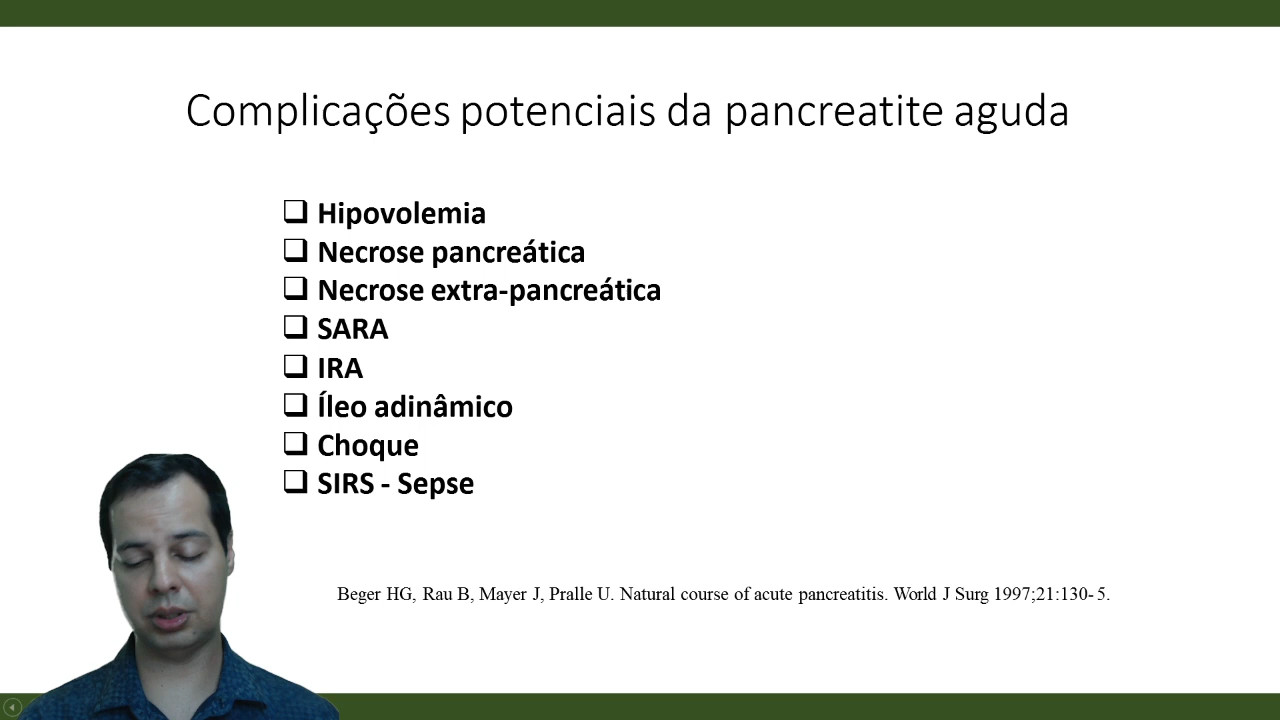 Complicações potenciais da pancreatite aguda
Hipovolemia
Necrose pancreática
Necrose extra-pancreática
SARA
IRA
Íleo adinâmico
Choque
SIRS - Sepse
Beger HG, Rau B, Mayer J, Pralle U. Natural course of acute pancreatitis. World J Surg 1997;21:130- 5.